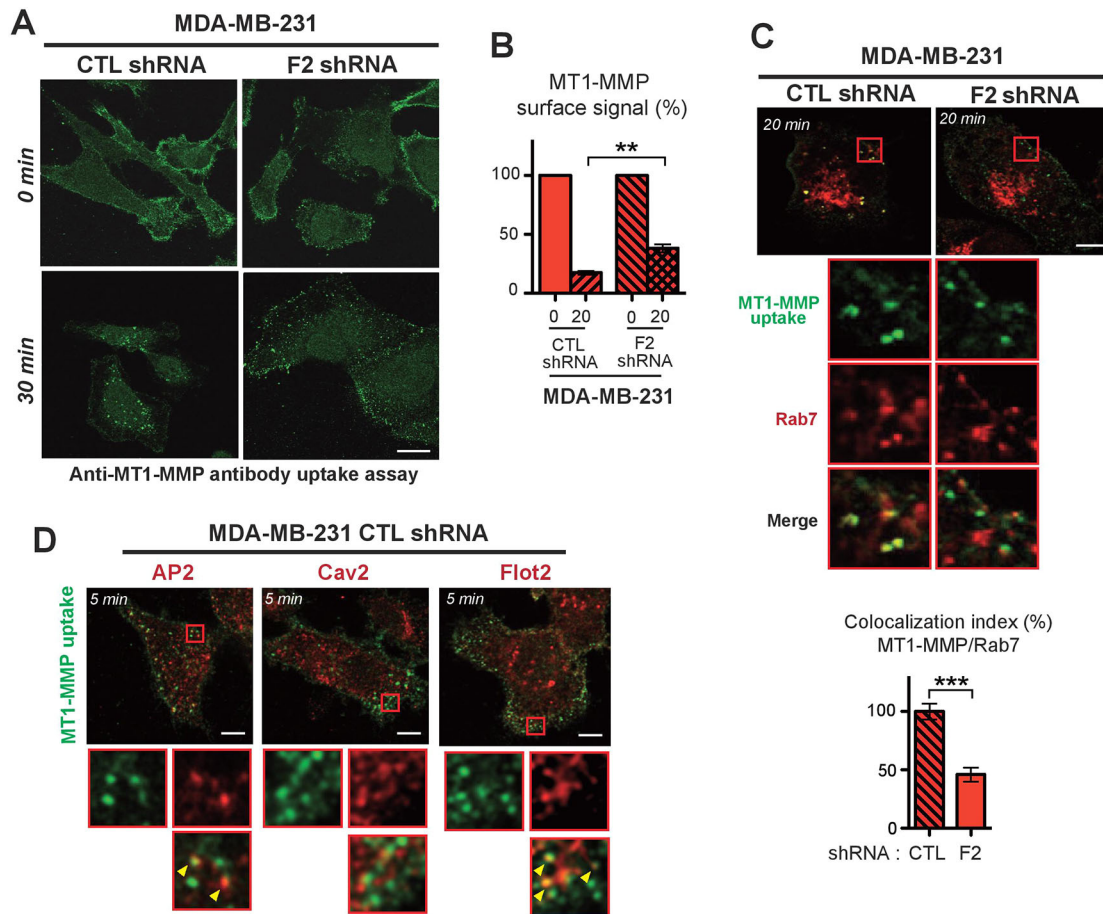 A
MDA-MB-231
CTL shRNA
F2 shRNA
0 min
30 min
Anti-MT1-MMP antibody uptake assay
B
MT1-MMP
surface signal (%)
**
100
50
0
0
20
0
20
CTL
shRNA
F2
shRNA
MDA-MB-231
C
MDA-MB-231
CTL shRNA
F2 shRNA
20 min
20 min
MT1-MMP
uptake
Rab7
Merge
Colocalization index (%)
MT1-MMP/Rab7
***
100
50
0
shRNA : CTL F2
D
MDA-MB-231 CTL shRNA
AP2
Cav2
Flot2
MT1-MMP uptake
5 min
5 min
5 min